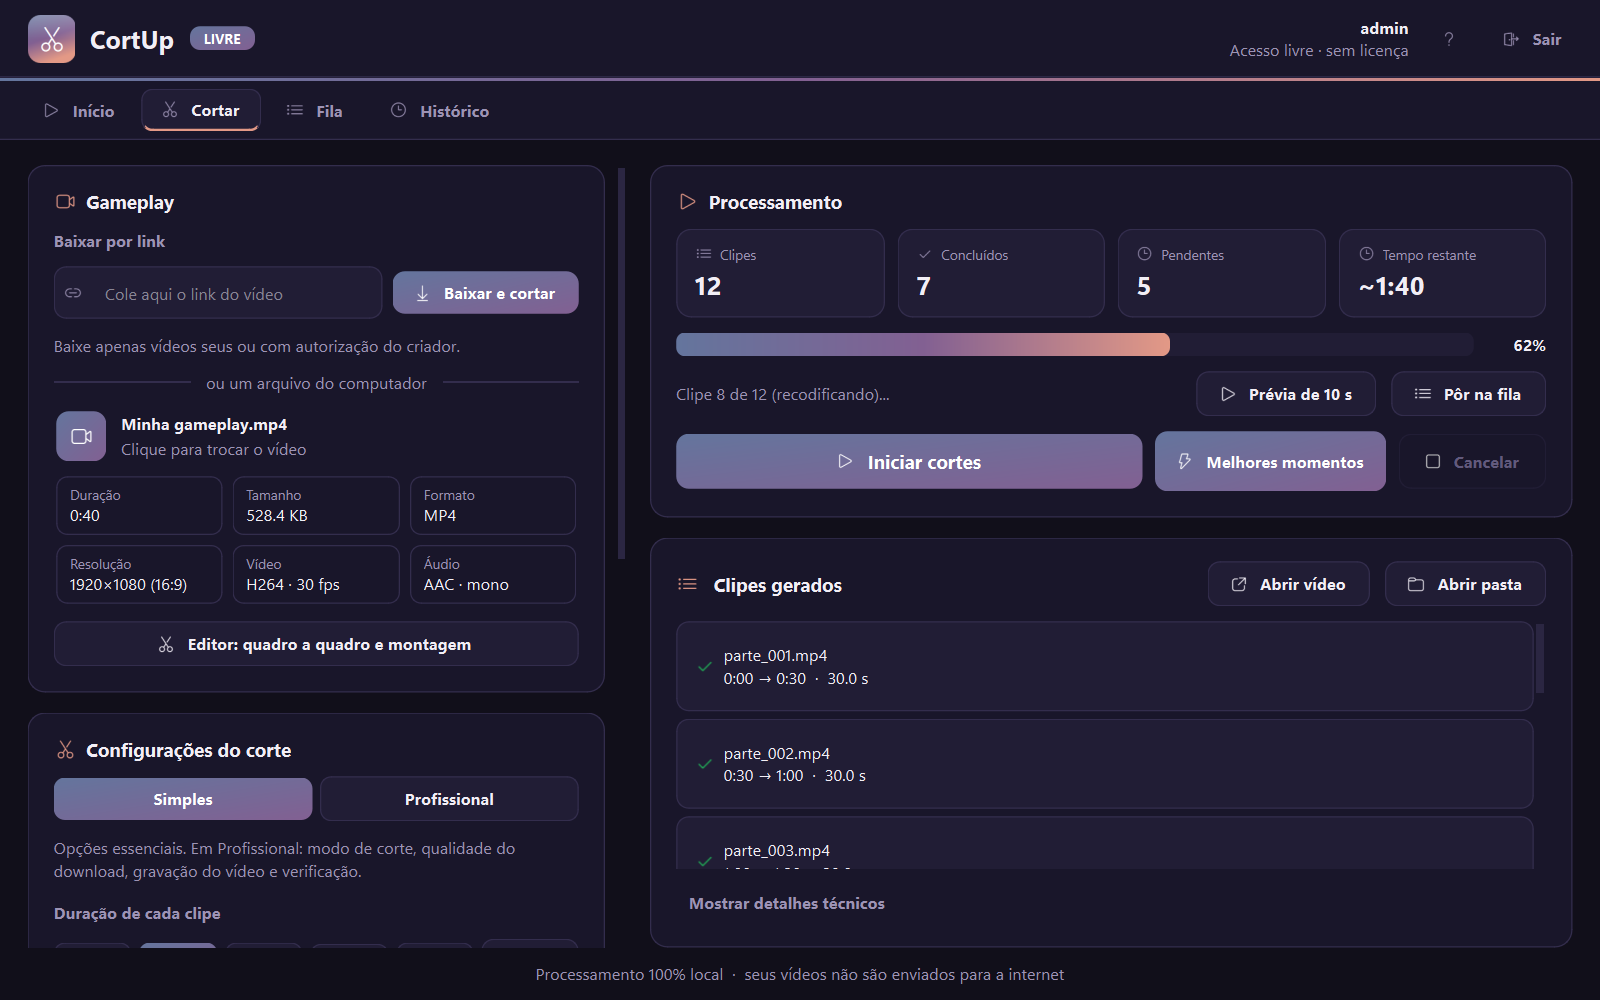 CortUp
LIVRE
admin
Acesso livre · sem licença
?
Sair
Início
Cortar
Fila
Histórico
Gameplay
Baixar por link
Cole aqui o link do vídeo
Baixar e cortar
Baixe apenas vídeos seus ou com autorização do criador.
ou um arquivo do computador
Minha gameplay.mp4
Clique para trocar o vídeo
Duração
0:40
Tamanho
528.4 KB
Formato
MP4
Resolução
1920×1080 (16:9)
Vídeo
H264 · 30 fps
Áudio
AAC · mono
Editor: quadro a quadro e montagem
Configurações do corte
Simples
Profissional
Opções essenciais. Em Profissional: modo de corte, qualidade do
download, gravação do vídeo e verificação.
Duração de cada clipe
Processamento
Clipes
12
Concluídos
7
Pendentes
5
Tempo restante
~1:40
62%
Clipe 8 de 12 (recodificando)...
Prévia de 10 s
Pôr na fila
Iniciar cortes
Melhores momentos
Cancelar
Clipes gerados
Abrir vídeo
Abrir pasta
parte_001.mp4
0:00 → 0:30 · 30.0 s
parte_002.mp4
0:30 → 1:00 · 30.0 s
parte_003.mp4
Mostrar detalhes técnicos
Processamento 100% local · seus vídeos não são enviados para a internet